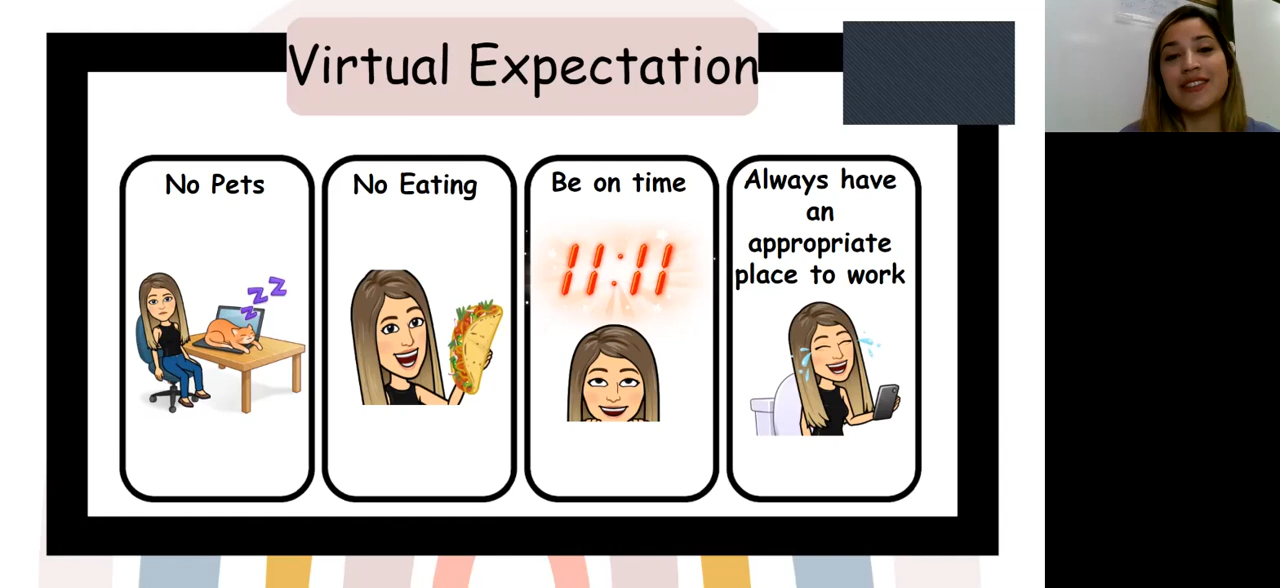 Virtual Expectation
No Pets
No Eating
Be on time
Always have
an
appropriate
place to work
11:11